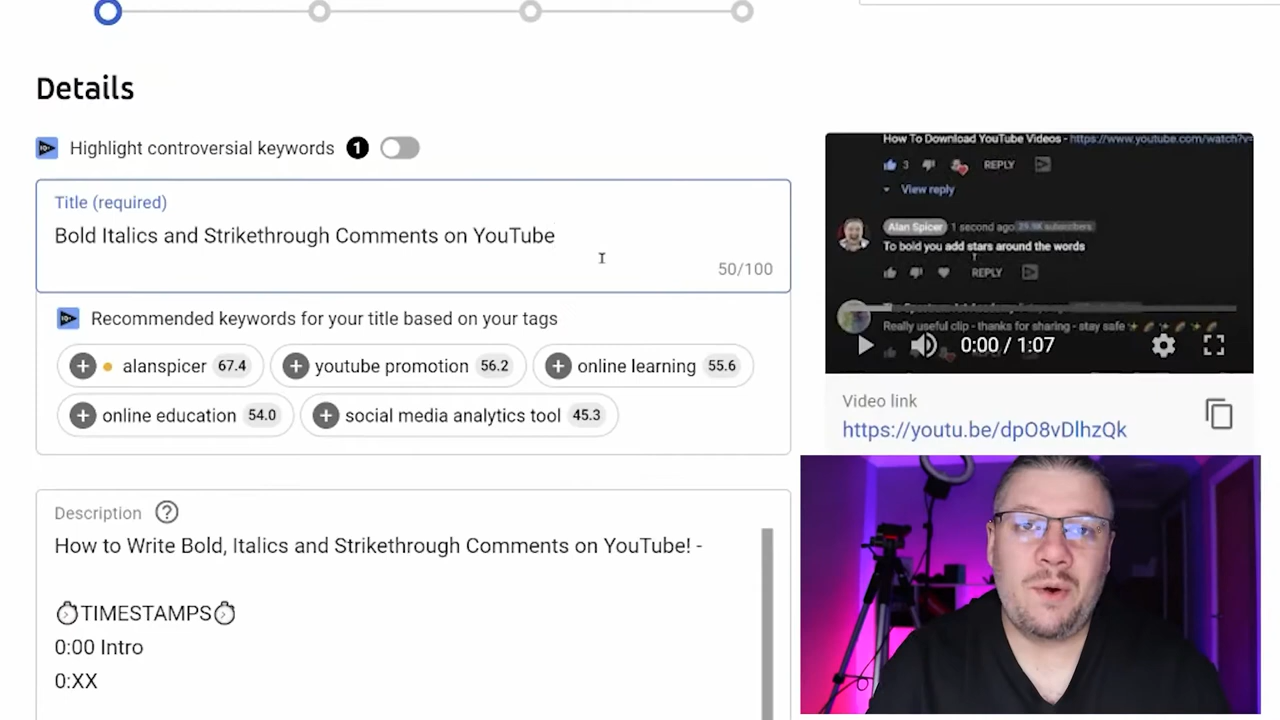 Details
Highlight controversial keywords 1
Title (required)
Bold Italics and Strikethrough Comments on YouTube
50/100
Recommended keywords for your title based on your tags
alanspicer 67.4
youtube promotion 56.2
online learning 55.6
online education 54.0
social media analytics tool 45.3
Description
How to Write Bold, Italics and Strikethrough Comments on YouTube! -
⏱TIMESTAMPS⏱
0:00 Intro
0:XX
How To Download YouTube Videos - https://www.youtube.com/watch?v=
3 REPLY
View reply
Alan Spicer 1 second ago 29.9K subscribers
To bold you add stars around the words
REPLY
Really useful clip - thanks for sharing - stay safe
0:00 / 1:07
Video link
https://youtu.be/dpO8vDlhzQk